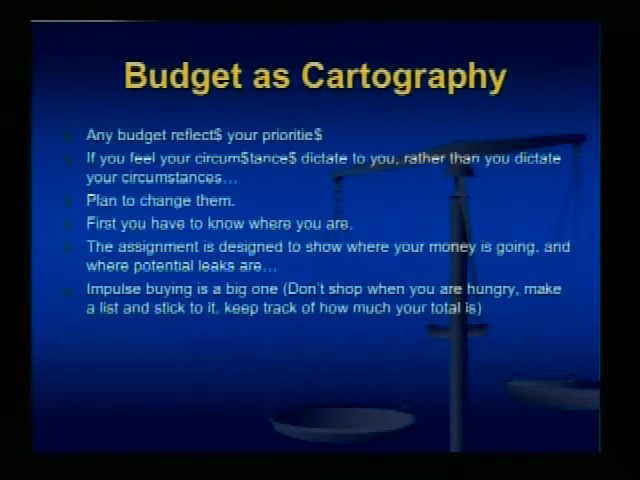 Budget as Cartography
Any budget reflect$ your prioritie$
If you feel your circum$tance$ dictate to you, rather than you dictate
your circumstances…
Plan to change them.
First you have to know where you are.
The assignment is designed to show where your money is going, and
where potential leaks are…
Impulse buying is a big one (Don't shop when you are hungry, make
a list and stick to it, keep track of how much your total is)